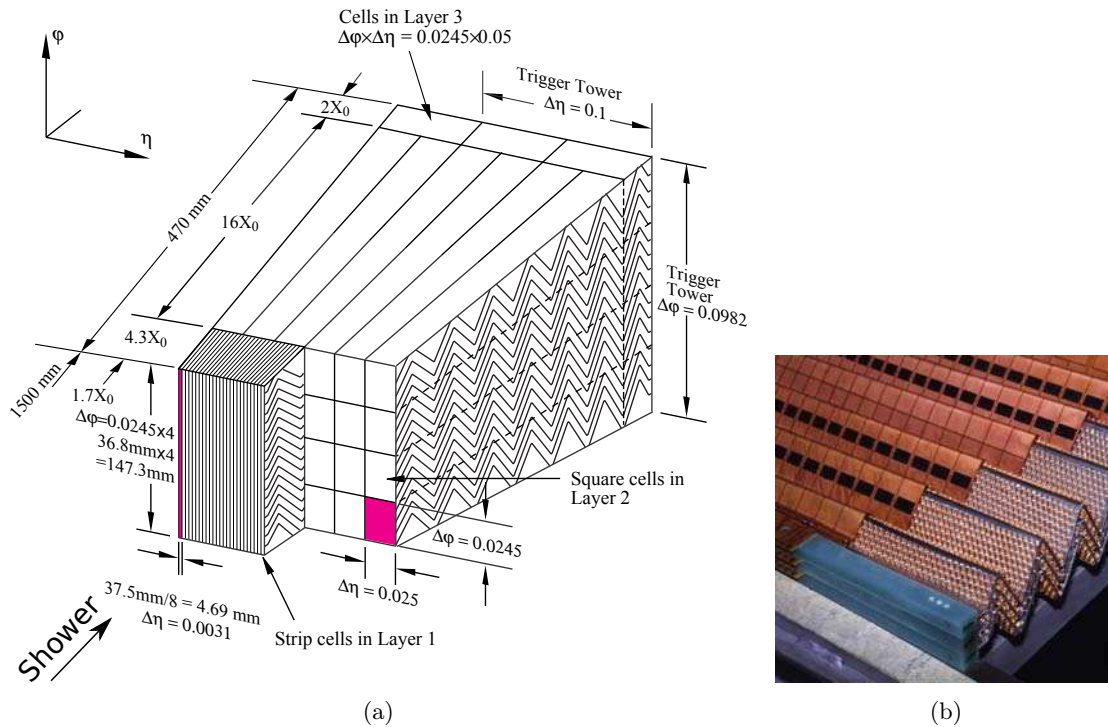 Cells in Layer 3
Δφ×Δη = 0.0245×0.05
φ
η
Trigger Tower
Δη = 0.1
2X₀
470 mm
16X₀
Trigger
Tower
Δφ = 0.0982
4.3X₀
1500 mm
1.7X₀
Δφ=0.0245x4
36.8mmx4
=147.3mm
Square cells in
Layer 2
Δφ = 0.0245
Δη = 0.025
37.5mm/8 = 4.69 mm
Δη = 0.0031
Strip cells in Layer 1
Shower
(a)
(b)